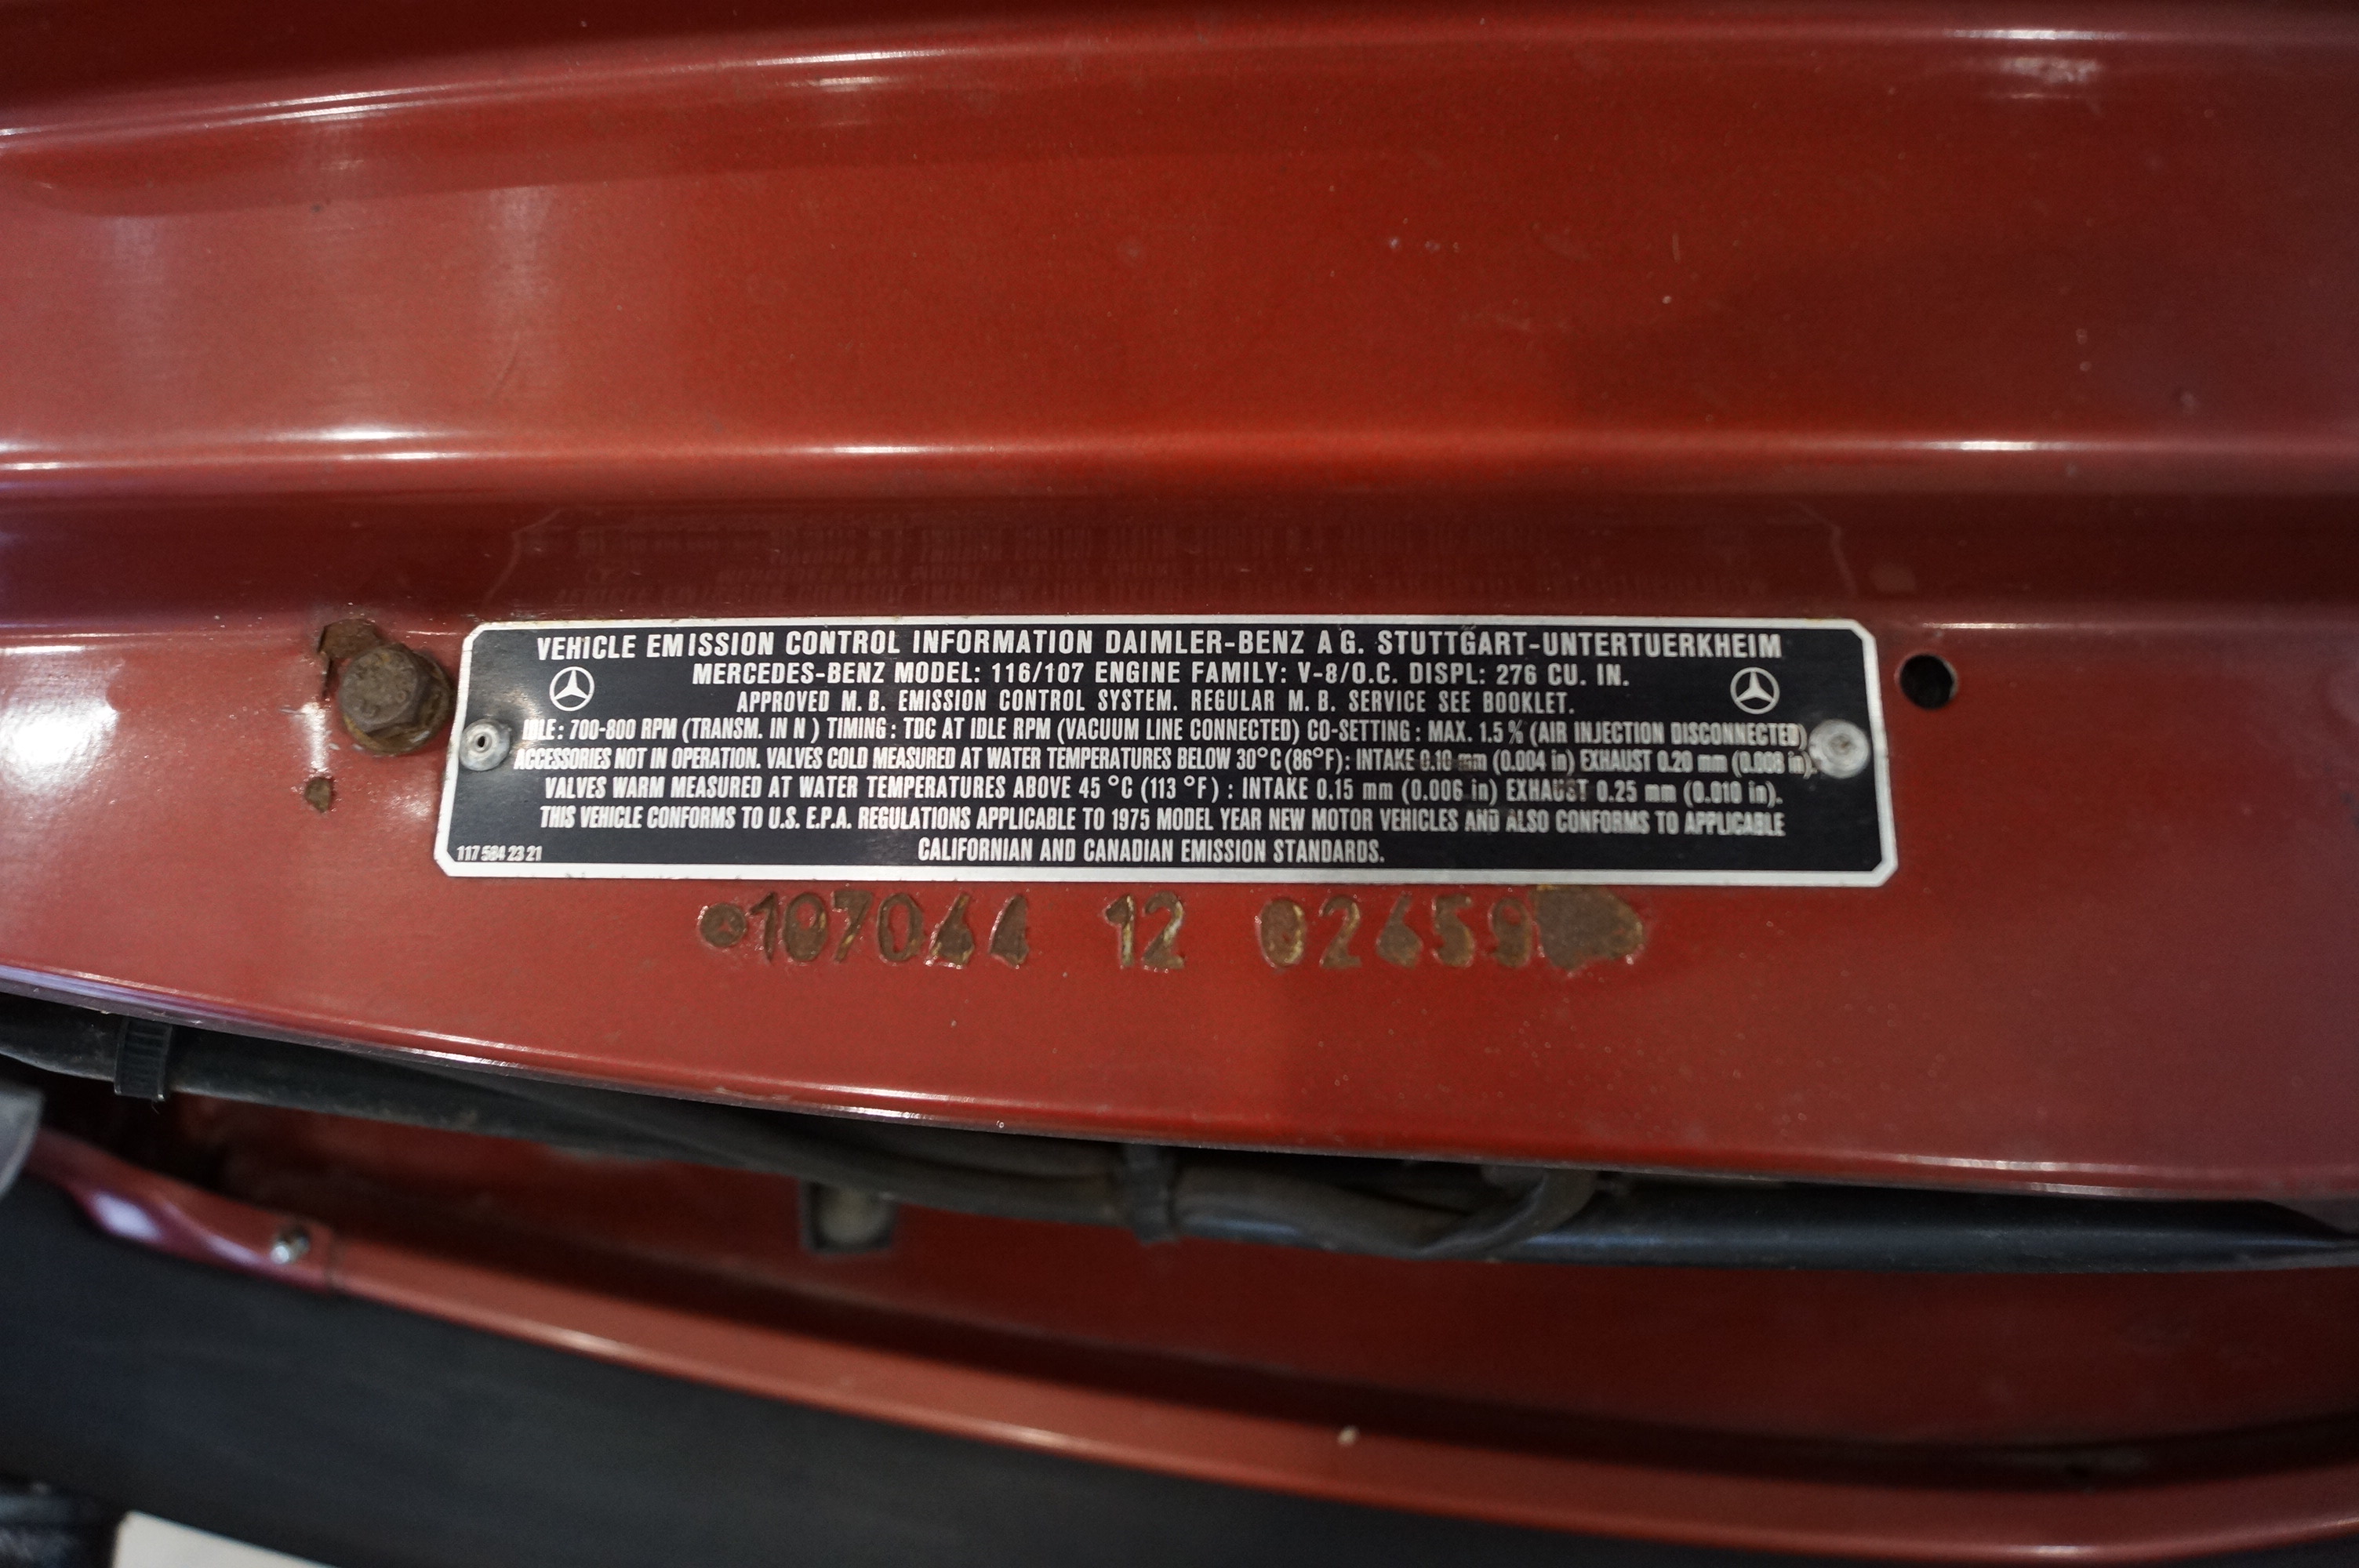 VEHICLE EMISSION CONTROL INFORMATION DAIMLER-BENZ A G. STUTTGART-UNTERTUERKHEIM
MERCEDES-BENZ MODEL: 116/107 ENGINE FAMILY: V-8/O.C. DISPL: 276 CU. IN.
APPROVED M. B. EMISSION CONTROL SYSTEM. REGULAR M. B. SERVICE SEE BOOKLET.
IDLE: 700-800 RPM (TRANSM. IN N ) TIMING : TDC AT IDLE RPM (VACUUM LINE CONNECTED) CO-SETTING : MAX. 1.5 % (AIR INJECTION DISCONNECTED)
ACCESSORIES NOT IN OPERATION. VALVES COLD MEASURED AT WATER TEMPERATURES BELOW 30°C (86°F): INTAKE 0.10 mm (0.004 in) EXHAUST 0.20 mm (0.008 in).
VALVES WARM MEASURED AT WATER TEMPERATURES ABOVE 45 °C (113 °F) : INTAKE 0.15 mm (0.006 in) EXHAUST 0.25 mm (0.010 in).
THIS VEHICLE CONFORMS TO U.S. E.P.A. REGULATIONS APPLICABLE TO 1975 MODEL YEAR NEW MOTOR VEHICLES AND ALSO CONFORMS TO APPLICABLE
CALIFORNIAN AND CANADIAN EMISSION STANDARDS.
117 584 23 21
107044 12